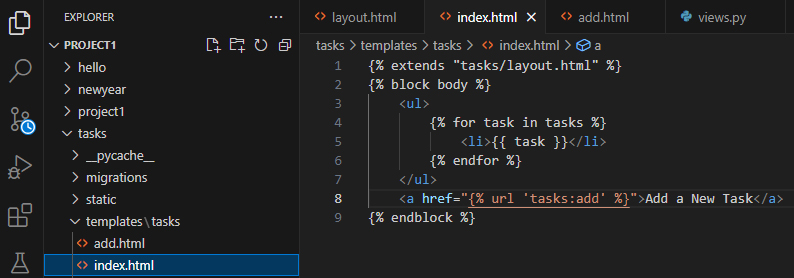 EXPLORER
PROJECT1
hello
newyear
project1
tasks
__pycache__
migrations
static
templates\tasks
add.html
index.html
layout.html
index.html
add.html
views.py
tasks > templates > tasks > index.html > a
1 {% extends "tasks/layout.html" %}
2 {% block body %}
3 <ul>
4 {% for task in tasks %}
5 <li>{{ task }}</li>
6 {% endfor %}
7 </ul>
8 <a href="{% url 'tasks:add' %}">Add a New Task</a>
9 {% endblock %}